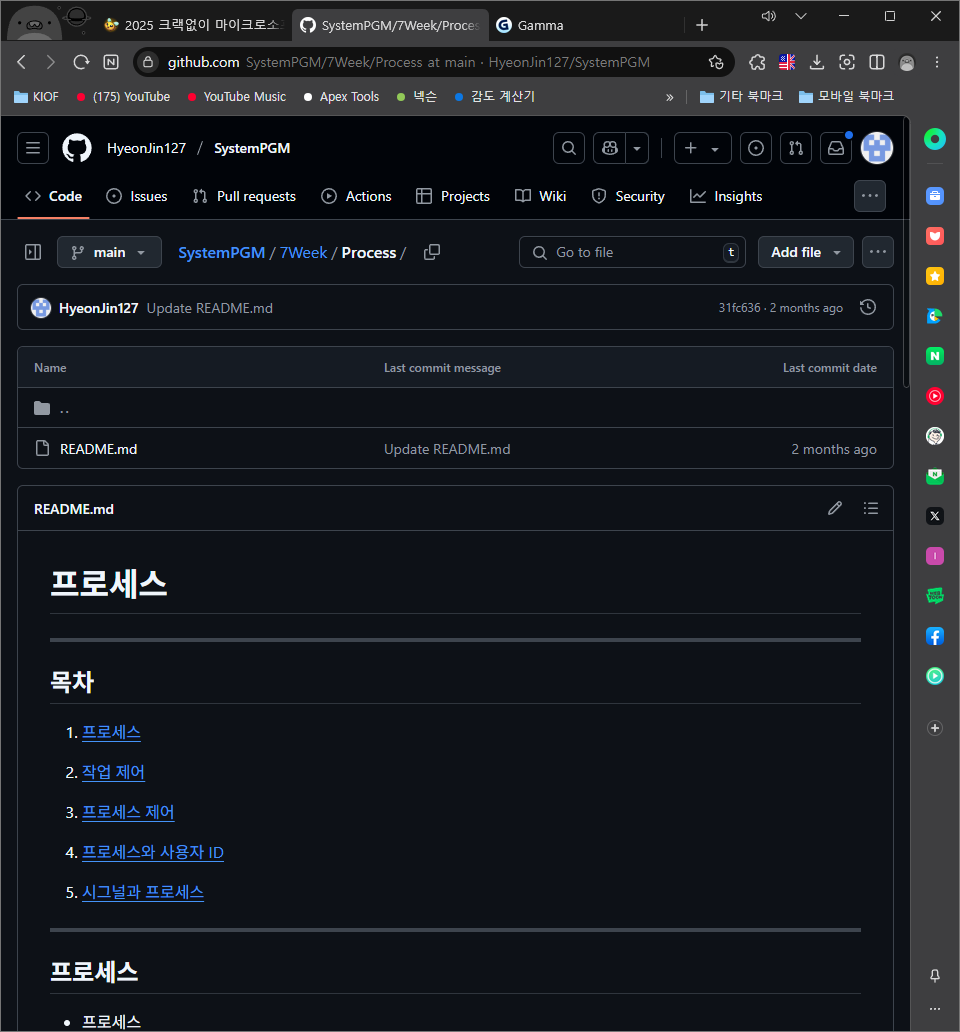 2025 크랙없이 마이크로소
SystemPGM/7Week/Proces
Gamma
github.com SystemPGM/7Week/Process at main · HyeonJin127/SystemPGM
KIOF
(175) YouTube
YouTube Music
Apex Tools
넥슨
감도 계산기
»
기타 북마크
모바일 북마크
HyeonJin127 / SystemPGM
Code
Issues
Pull requests
Actions
Projects
Wiki
Security
Insights
main
SystemPGM / 7Week / Process /
Go to file
t
Add file
HyeonJin127 Update README.md
31fc636 · 2 months ago
Name
Last commit message
Last commit date
..
README.md
Update README.md
2 months ago
README.md
프로세스
목차
1. 프로세스
2. 작업 제어
3. 프로세스 제어
4. 프로세스와 사용자 ID
5. 시그널과 프로세스
프로세스
• 프로세스